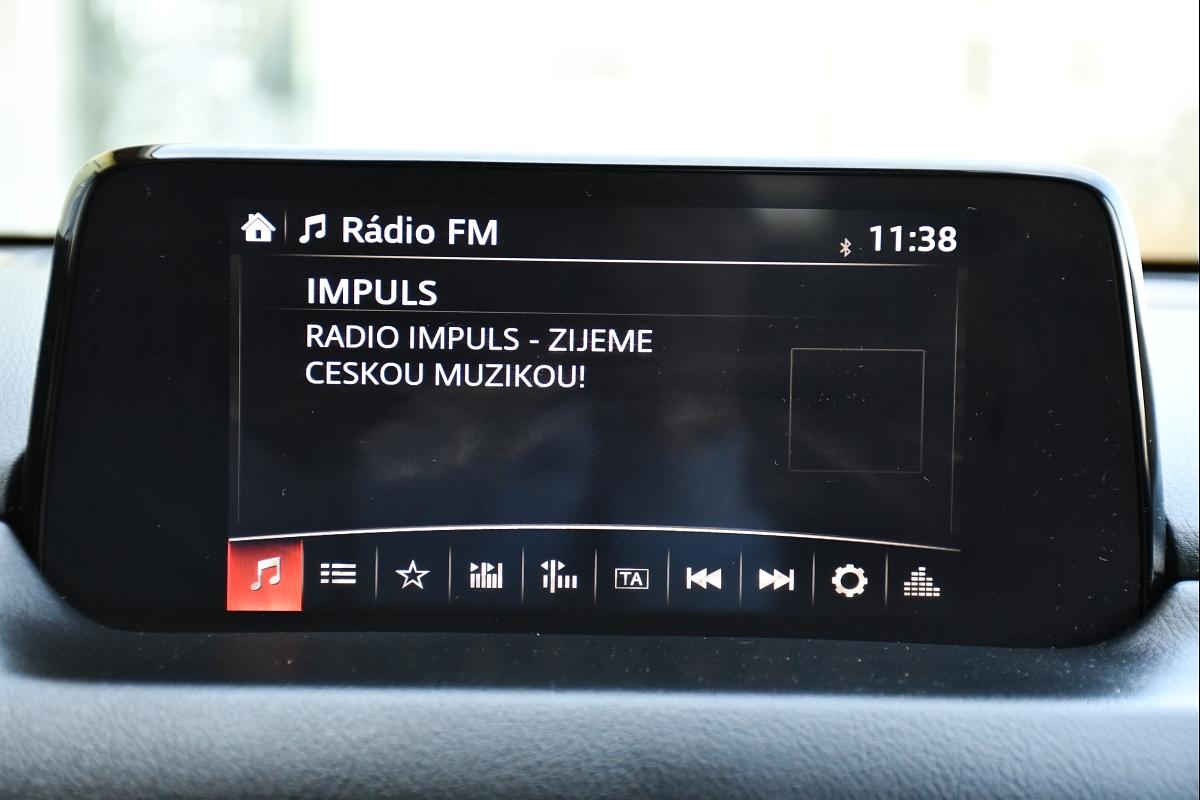 Rádio FM
11:38
IMPULS
RADIO IMPULS - ZIJEME
CESKOU MUZIKOU!
TA